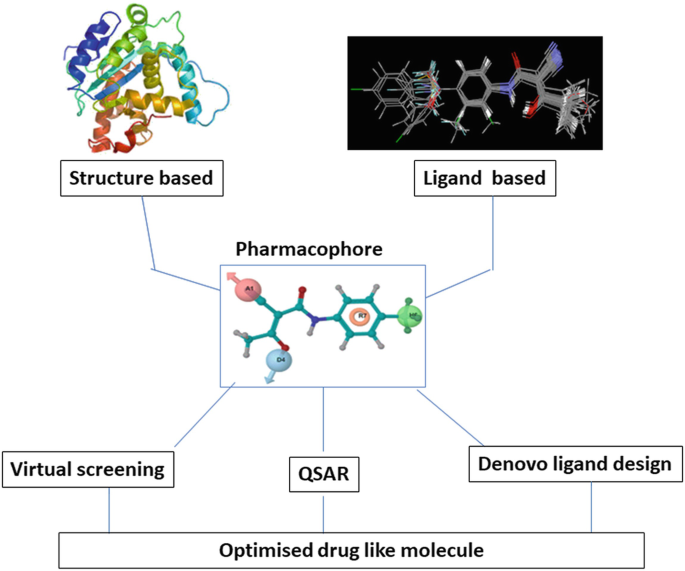 Structure based
Ligand based
Pharmacophore
A1
R7
D4
Virtual screening
QSAR
Denovo ligand design
Optimised drug like molecule